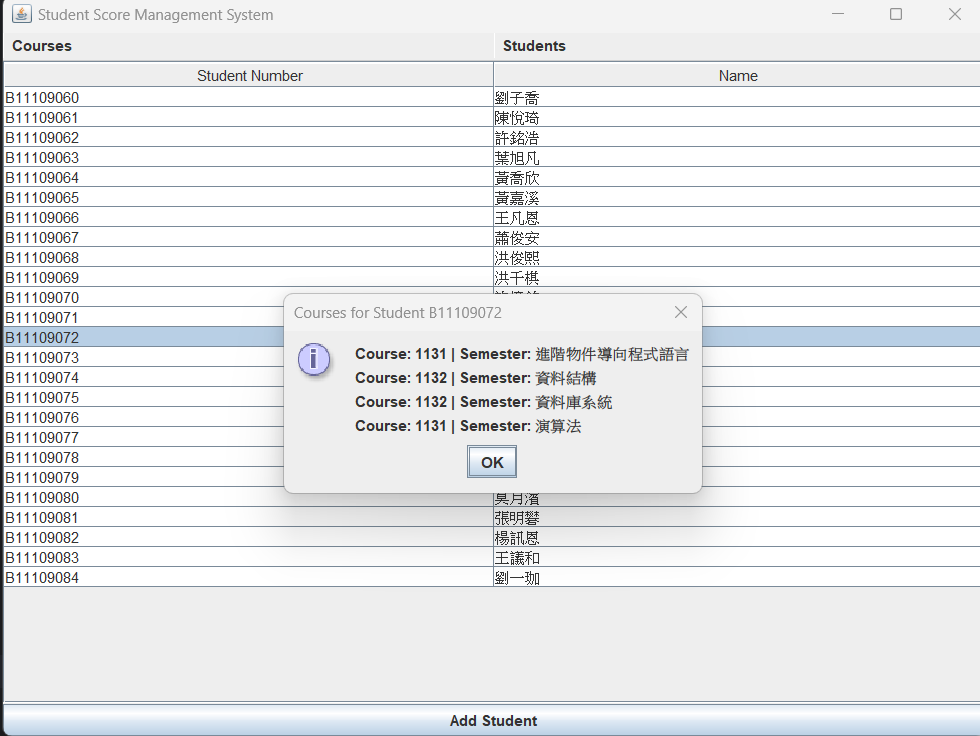 Student Score Management System
Courses Students
Student Number Name
B11109060 劉子喬
B11109061 陳悅琦
B11109062 許銘浩
B11109063 葉旭凡
B11109064 黃喬欣
B11109065 黃嘉溪
B11109066 王凡恩
B11109067 蕭俊安
B11109068 洪俊熙
B11109069 洪千棋
B11109070
B11109071
B11109072
B11109073
B11109074
B11109075
B11109076
B11109077
B11109078
B11109079
B11109080
B11109081 張明礬
B11109082 楊訊恩
B11109083 王議和
B11109084 劉一珈
Courses for Student B11109072
Course: 1131 | Semester: 進階物件導向程式語言
Course: 1132 | Semester: 資料結構
Course: 1132 | Semester: 資料庫系統
Course: 1131 | Semester: 演算法
OK
Add Student